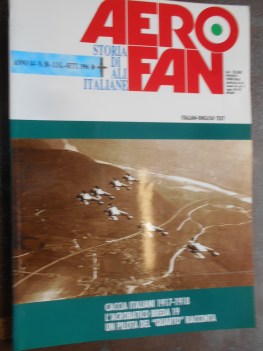 AERO
FAN
STORIA
DI
ALI
ITALIANE
ITALIAN-ENGLISH TEXT
CACCIA ITALIANI 1917-1918
L'ACROBATICO BREDA 19
UN PILOTA DEL "QUARTO" RACCONTA